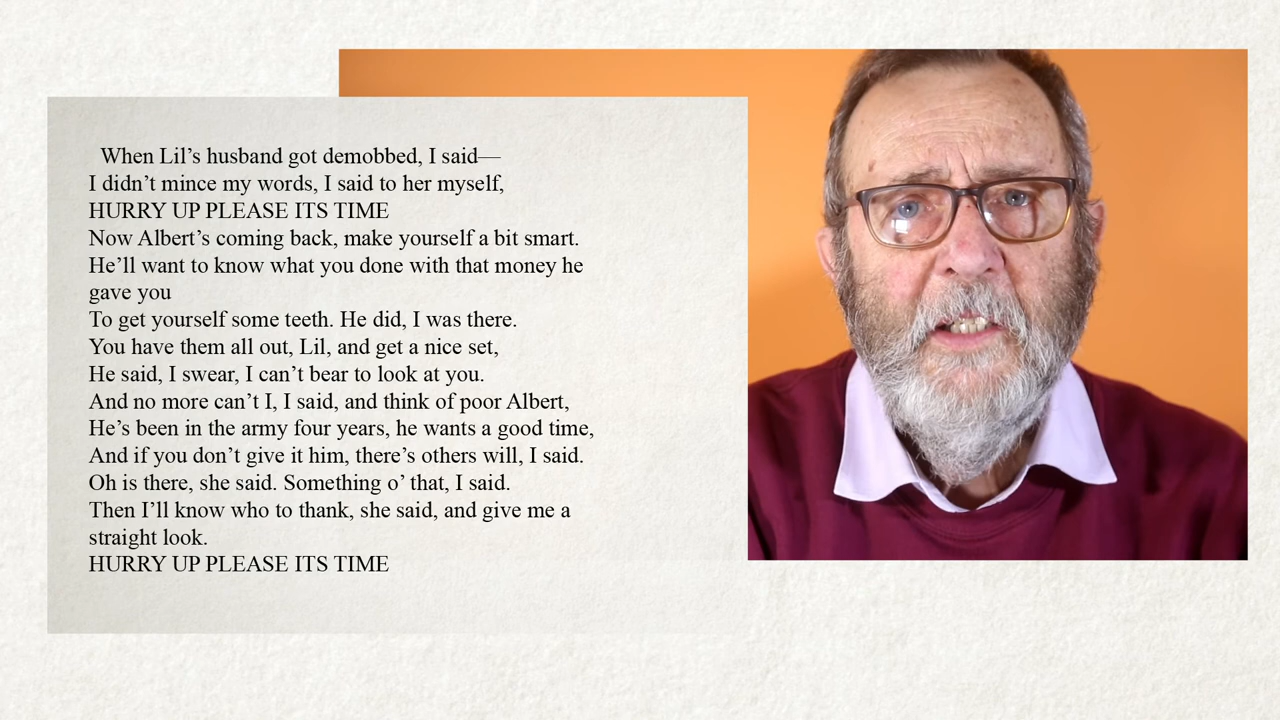 When Lil’s husband got demobbed, I said—
I didn’t mince my words, I said to her myself,
HURRY UP PLEASE ITS TIME
Now Albert’s coming back, make yourself a bit smart.
He’ll want to know what you done with that money he
gave you
To get yourself some teeth. He did, I was there.
You have them all out, Lil, and get a nice set,
He said, I swear, I can’t bear to look at you.
And no more can’t I, I said, and think of poor Albert,
He’s been in the army four years, he wants a good time,
And if you don’t give it him, there’s others will, I said.
Oh is there, she said. Something o’ that, I said.
Then I’ll know who to thank, she said, and give me a
straight look.
HURRY UP PLEASE ITS TIME